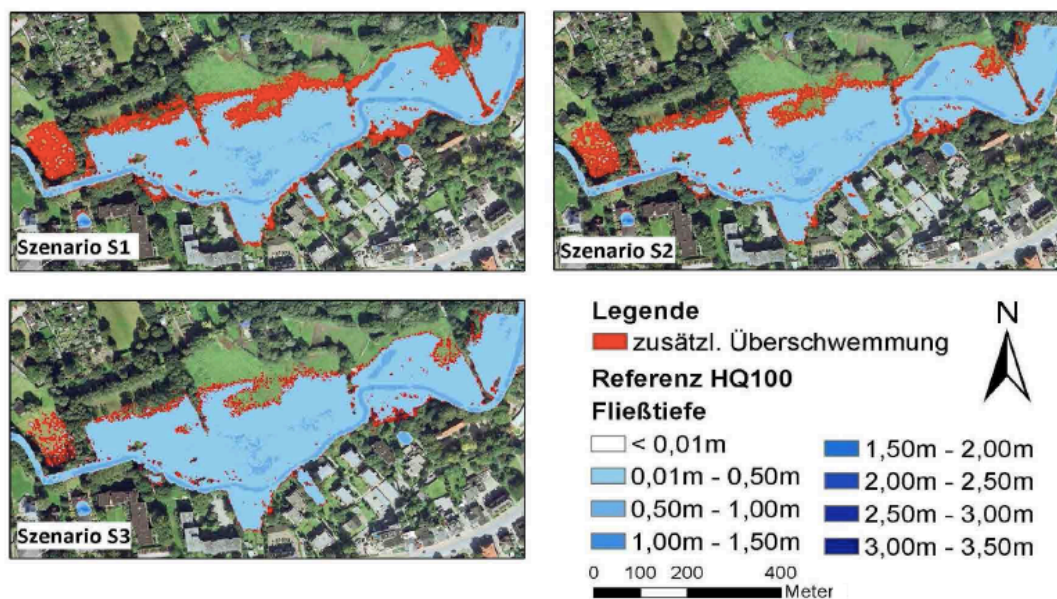 Szenario S1
Szenario S2
Szenario S3
Legende
zusätzl. Überschwemmung
Referenz HQ100
Fließtiefe
< 0,01m
0,01m - 0,50m
0,50m - 1,00m
1,00m - 1,50m
1,50m - 2,00m
2,00m - 2,50m
2,50m - 3,00m
3,00m - 3,50m
N
0 100 200 400
Meter